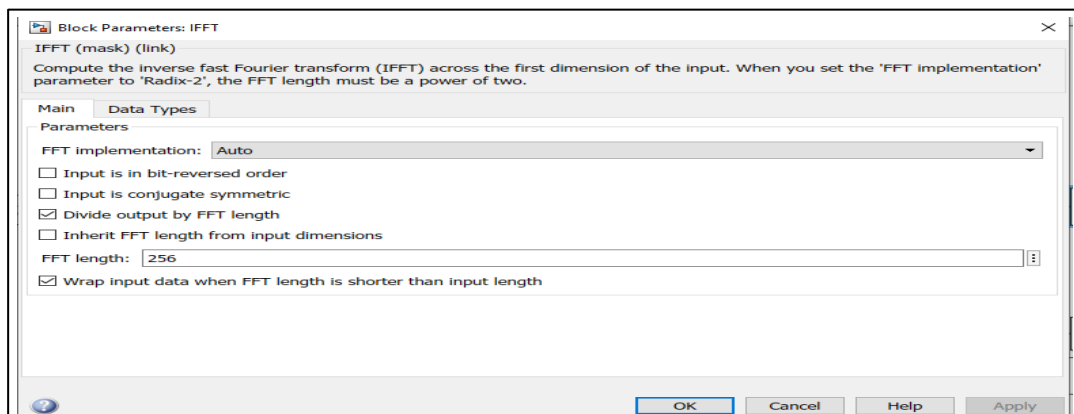 Block Parameters: IFFT
IFFT (mask) (link)
Compute the inverse fast Fourier transform (IFFT) across the first dimension of the input. When you set the 'FFT implementation'
parameter to 'Radix-2', the FFT length must be a power of two.
Main Data Types
Parameters
FFT implementation: Auto
Input is in bit-reversed order
Input is conjugate symmetric
Divide output by FFT length
Inherit FFT length from input dimensions
FFT length: 256
Wrap input data when FFT length is shorter than input length
OK Cancel Help Apply